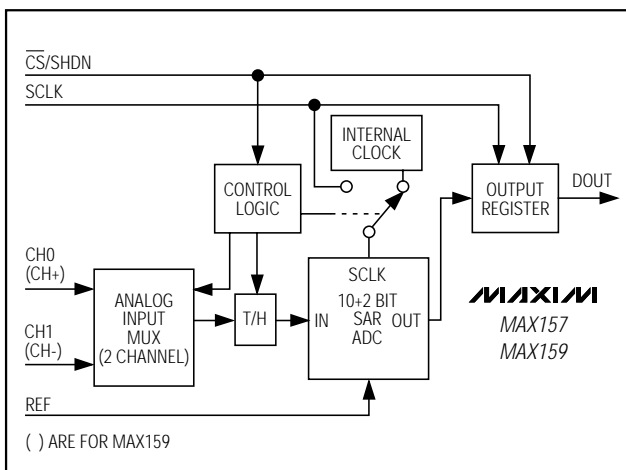 CS/SHDN
SCLK
INTERNAL
CLOCK
CONTROL
LOGIC
OUTPUT
REGISTER
DOUT
CH0
(CH+)
ANALOG
INPUT
MUX
(2 CHANNEL)
CH1
(CH-)
T/H
SCLK
10+2 BIT
IN SAR OUT
ADC
MAXIM
MAX157
MAX159
REF
( ) ARE FOR MAX159